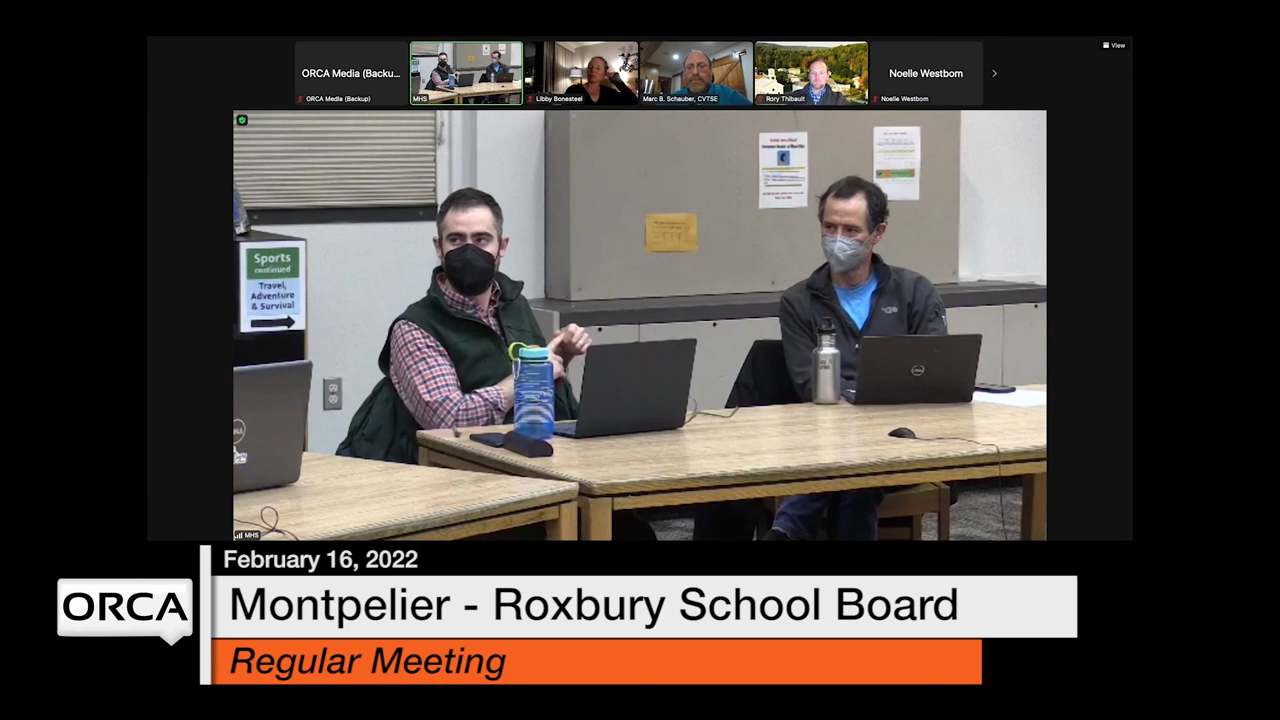 View
ORCA Media (Backu...
Noelle Westbom
ORCA Media (Backup)
MHS
Libby Bonesteel
Marc B. Schauber, CVTSE
Rory Thibault
Noelle Westbom
Sports
continued
Travel,
Adventure
& Survival
DELL
MHS
February 16, 2022
ORCA
Montpelier - Roxbury School Board
Regular Meeting